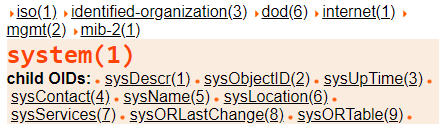 iso(1) identified-organization(3) dod(6) internet(1)
mgmt(2) mib-2(1)
system(1)
child OIDs: • sysDescr(1) • sysObjectID(2) • sysUpTime(3) •
sysContact(4) • sysName(5) • sysLocation(6) •
sysServices(7) • sysORLastChange(8) • sysORTable(9) •